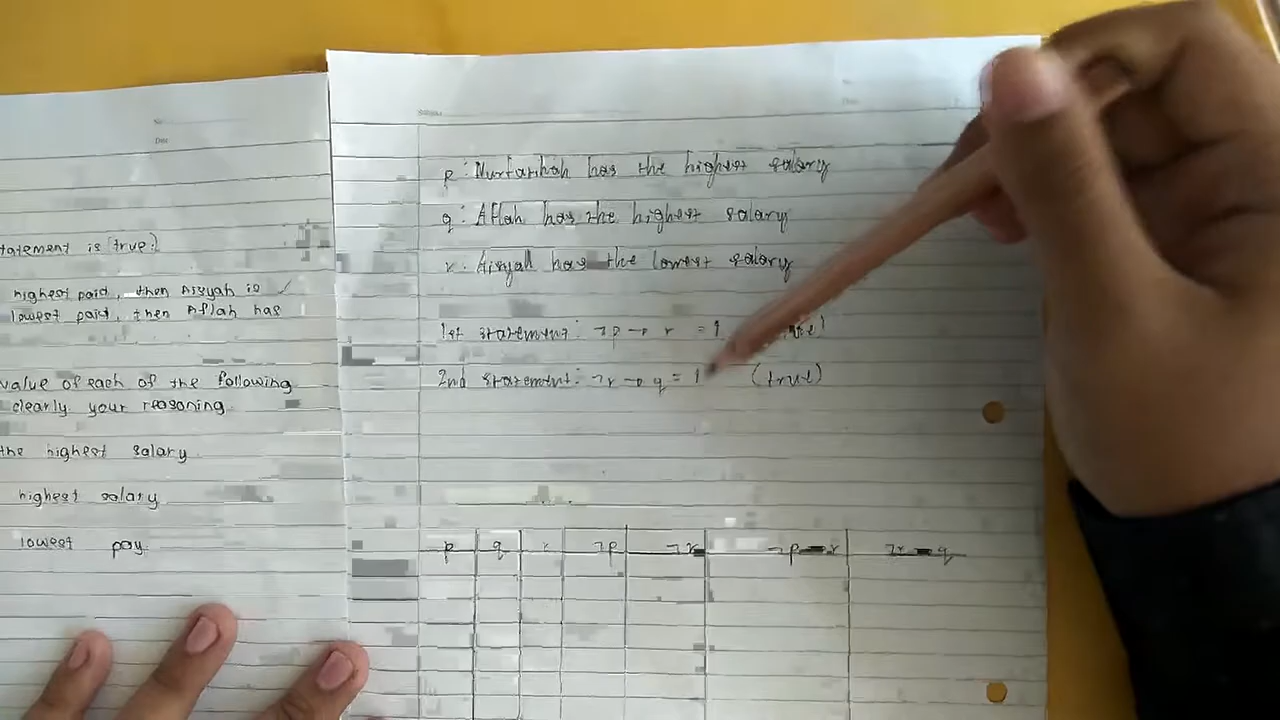 tatement is (true:)
highest paid, then Aisyah is ✓
lowest paid, then Aflah has
value of each of the following
clearly your reasoning.
the highest salary
highest salary
lowest pay
p : Nurfarihah has the highest salary
q : Aflah has the highest salary
r : Aisyah has the lowest salary
1st statement: ¬p → r = 1
2nd statement: ¬r → q = 1 (true)
p q r ¬p ¬r ¬p → r ¬r → q